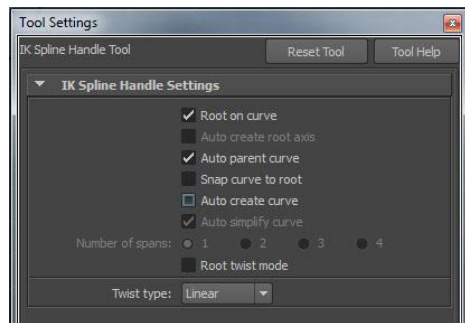 Tool Settings
IK Spline Handle Tool Reset Tool Tool Help
IK Spline Handle Settings
Root on curve
Auto create root axis
Auto parent curve
Snap curve to root
Auto create curve
Auto simplify curve
Number of spans: 1 2 3 4
Root twist mode
Twist type: Linear